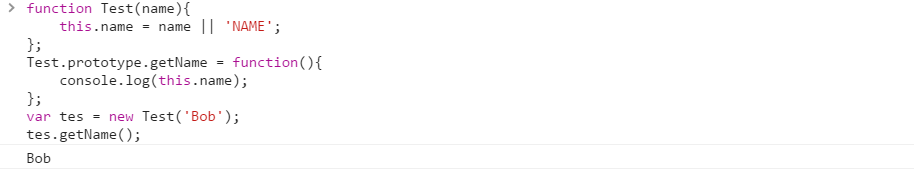 > function Test(name){
    this.name = name || 'NAME';
};
Test.prototype.getName = function(){
    console.log(this.name);
};
var tes = new Test('Bob');
tes.getName();
Bob